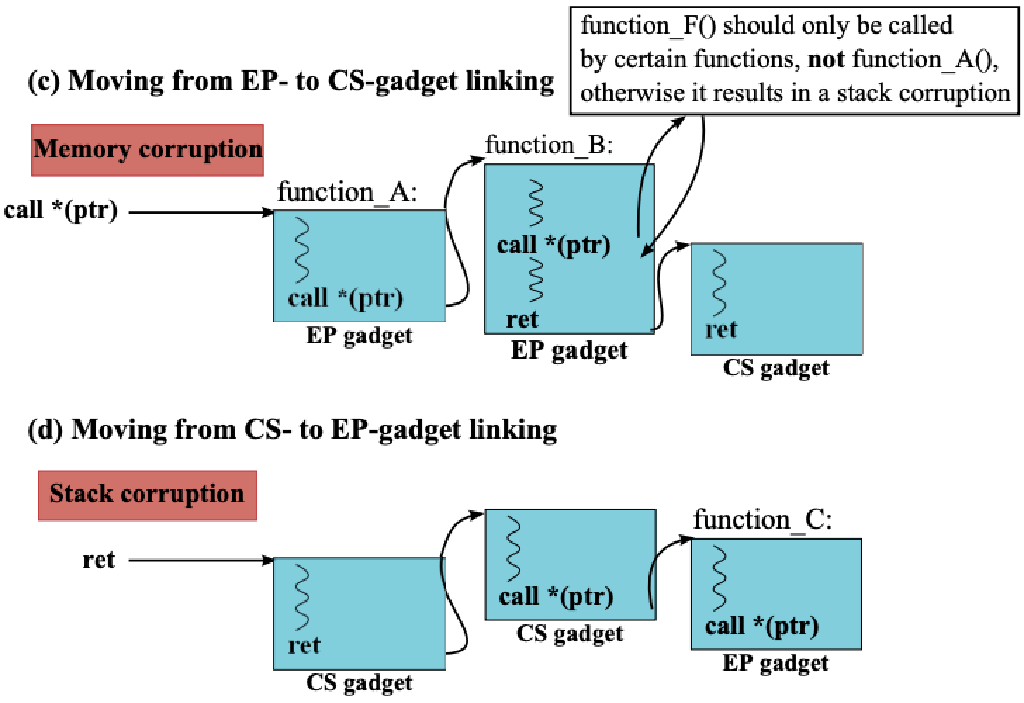 function_F() should only be called
by certain functions, not function_A(),
otherwise it results in a stack corruption
(c) Moving from EP- to CS-gadget linking
Memory corruption
call *(ptr)
function_A:
call *(ptr)
EP gadget
function_B:
call *(ptr)
ret
EP gadget
ret
CS gadget
(d) Moving from CS- to EP-gadget linking
Stack corruption
ret
ret
CS gadget
call *(ptr)
CS gadget
function_C:
call *(ptr)
EP gadget